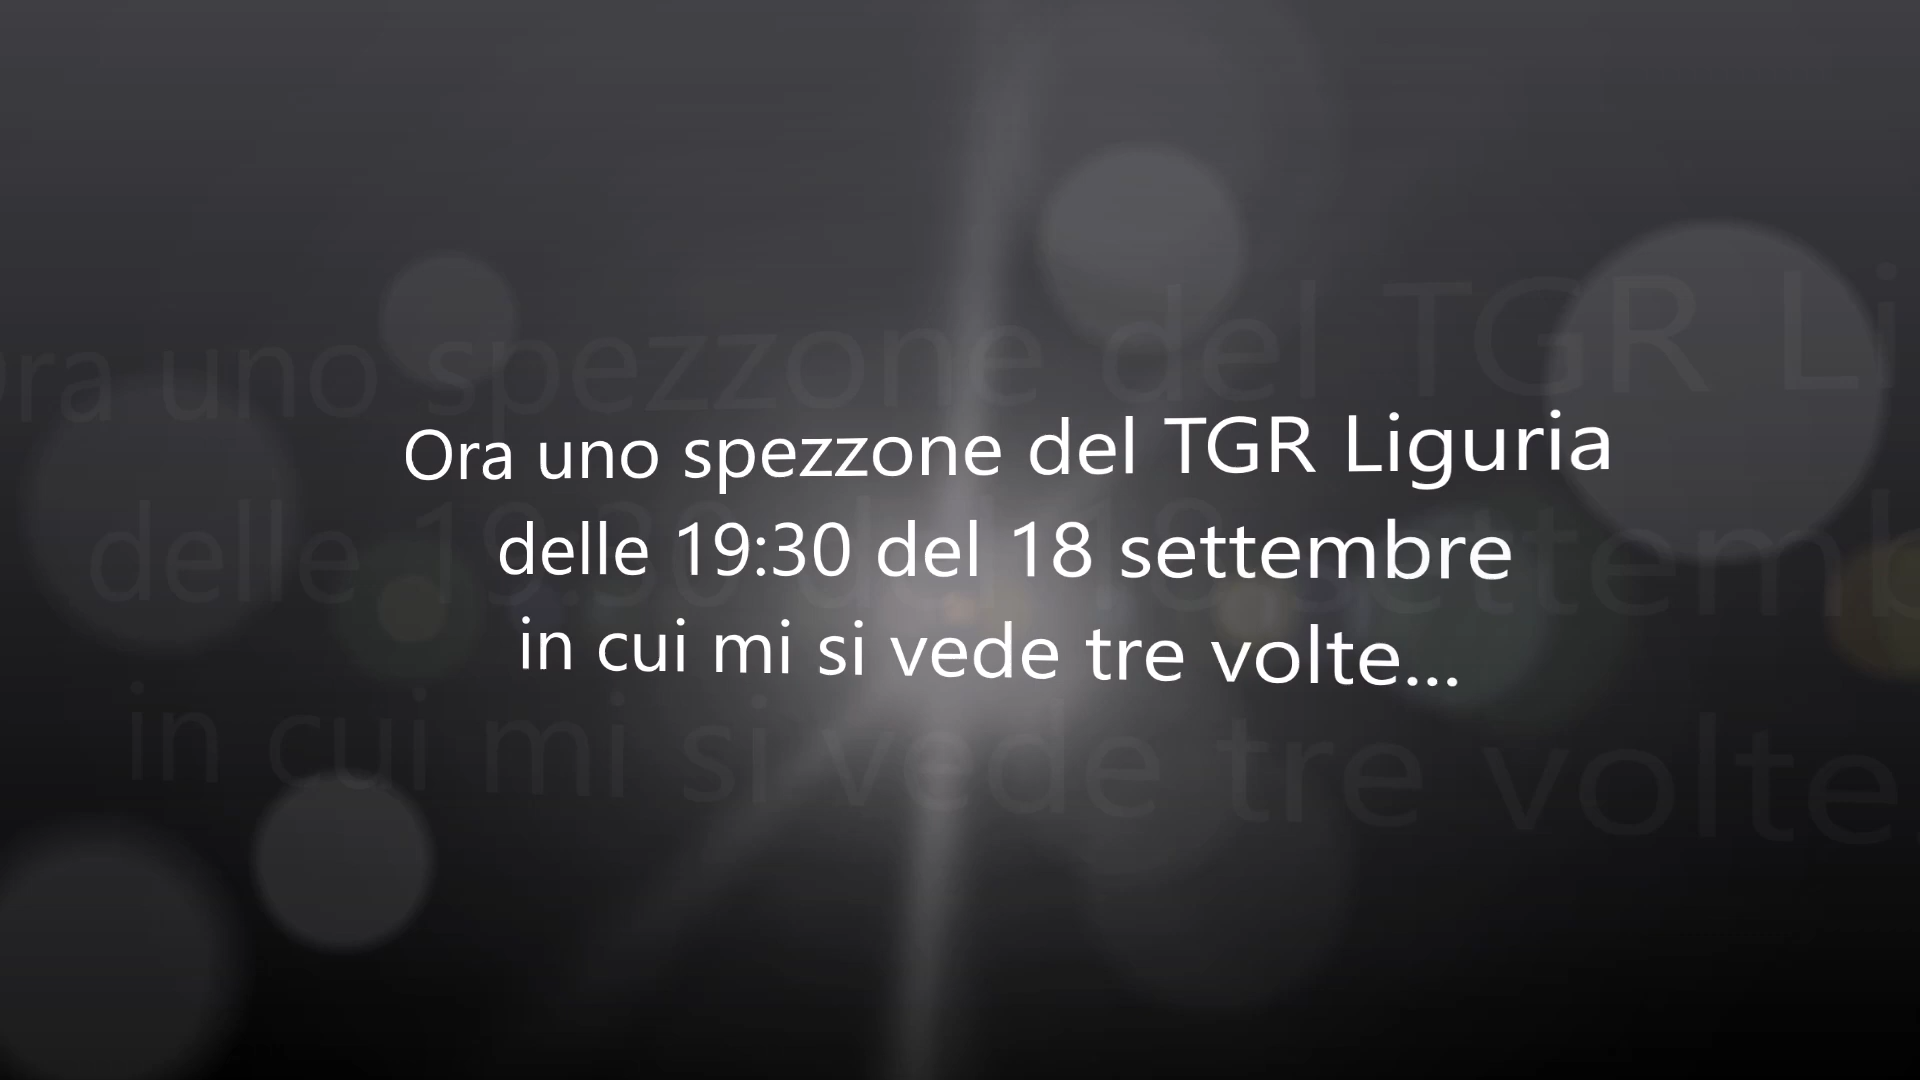 Ora uno spezzone del TGR Liguria
delle 19:30 del 18 settembre
in cui mi si vede tre volte...